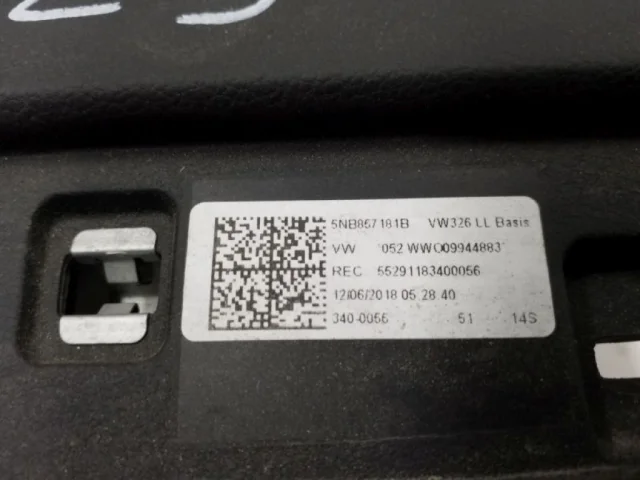 5NB857181B VW326 LL Basis
VW 052 WWO09944883
REC 55291183400056
12/06/2018 05 28 40
340-0056 51 14S